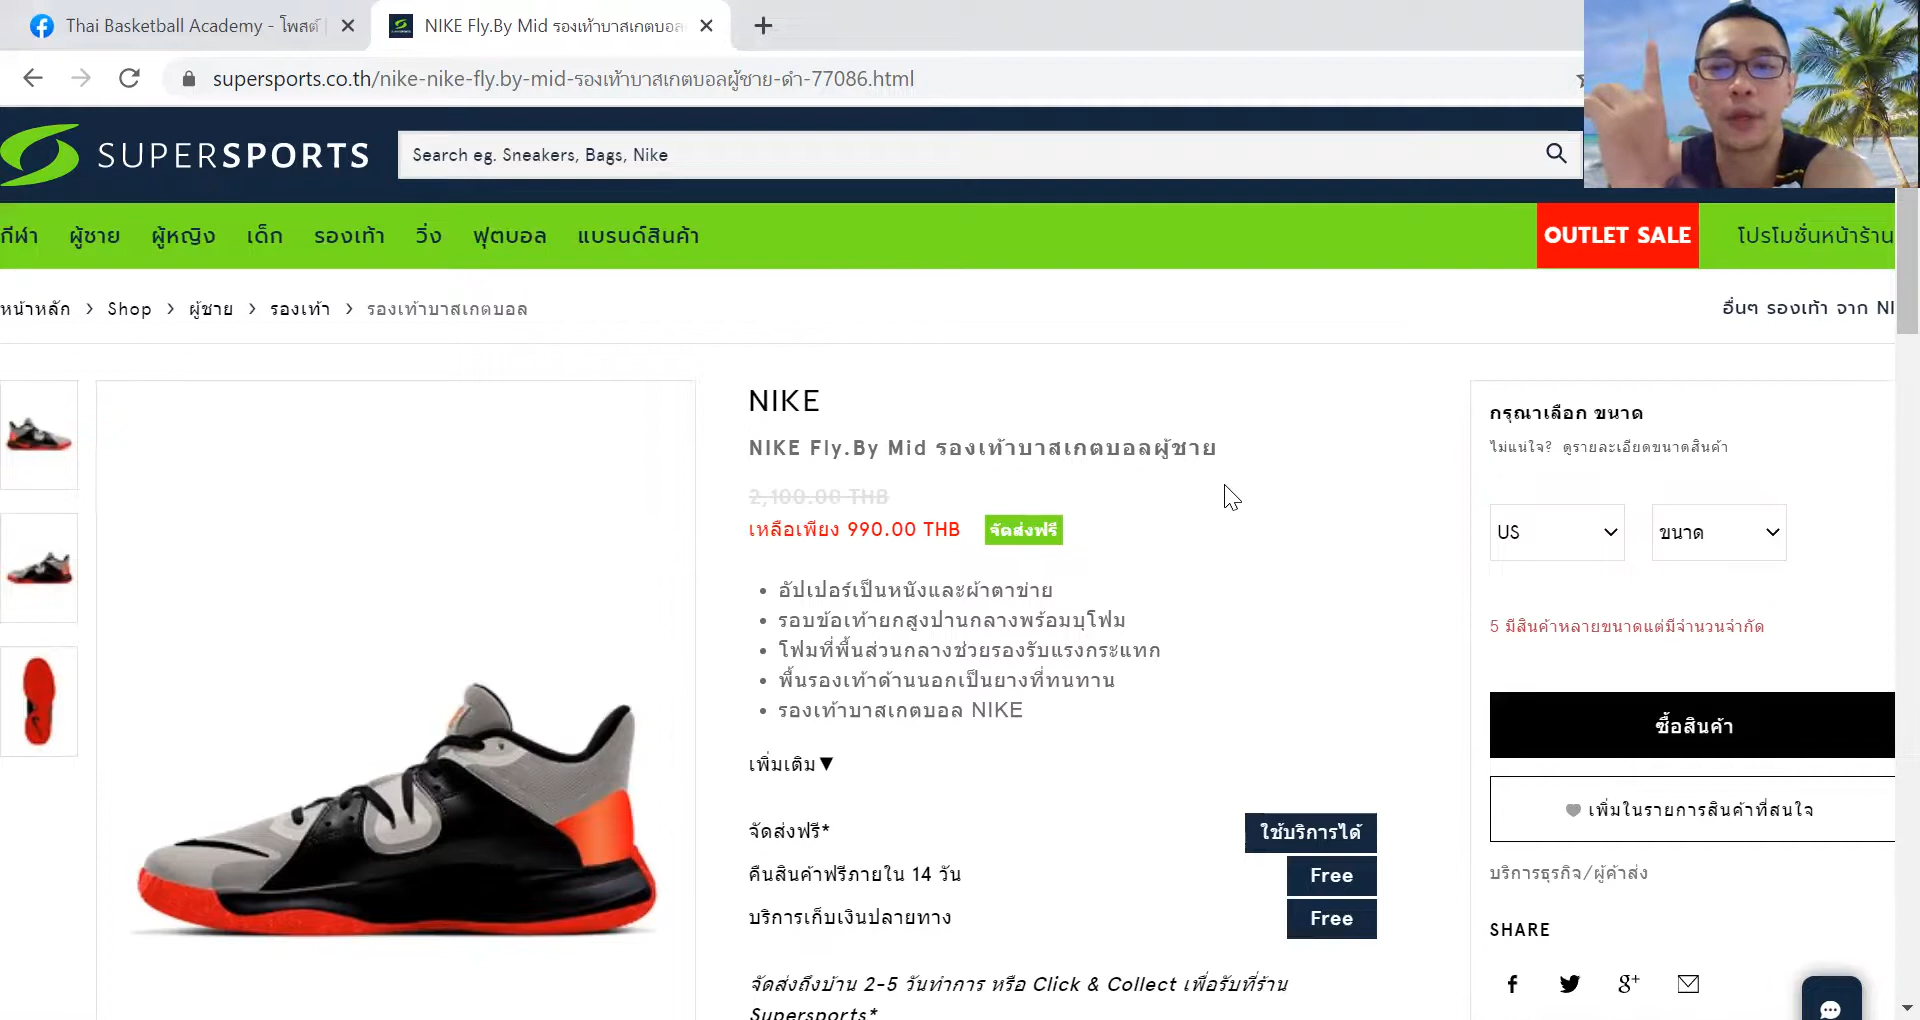 Thai Basketball Academy - โพสต์
NIKE Fly.By Mid รองเท้าบาสเกตบอล
supersports.co.th/nike-nike-fly.by-mid-รองเท้าบาสเกตบอลผู้ชาย-ดำ-77086.html
SUPERSPORTS
Search eg. Sneakers, Bags, Nike
กีฬา ผู้ชาย ผู้หญิง เด็ก รองเท้า วิ่ง ฟุตบอล แบรนด์สินค้า OUTLET SALE โปรโมชั่นหน้าร้าน
หน้าหลัก > Shop > ผู้ชาย > รองเท้า > รองเท้าบาสเกตบอล
อื่นๆ รองเท้า จาก NI
NIKE
NIKE Fly.By Mid รองเท้าบาสเกตบอลผู้ชาย
2,100.00 THB
เหลือเพียง 990.00 THB จัดส่งฟรี
• อัปเปอร์เป็นหนังและผ้าตาข่าย
• รอบข้อเท้ายกสูงปานกลางพร้อมบุโฟม
• โฟมที่พื้นส่วนกลางช่วยรองรับแรงกระแทก
• พื้นรองเท้าด้านนอกเป็นยางที่ทนทาน
• รองเท้าบาสเกตบอล NIKE
เพิ่มเติม▼
จัดส่งฟรี* ใช้บริการได้
คืนสินค้าฟรีภายใน 14 วัน Free
บริการเก็บเงินปลายทาง Free
จัดส่งถึงบ้าน 2-5 วันทำการ หรือ Click & Collect เพื่อรับที่ร้าน
Supersports*
กรุณาเลือก ขนาด
ไม่แน่ใจ? ดูรายละเอียดขนาดสินค้า
US ขนาด
5 มีสินค้าหลายขนาดแต่มีจำนวนจำกัด
ซื้อสินค้า
เพิ่มในรายการสินค้าที่สนใจ
บริการธุรกิจ/ผู้ค้าส่ง
SHARE